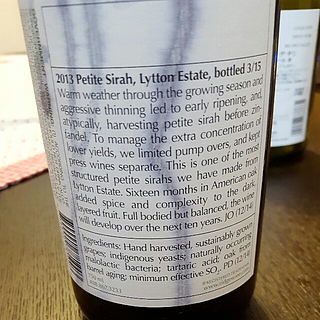 2013 Petite Sirah, Lytton Estate, bottled 3/15
Warm weather through the growing season and
aggressive thinning led to early ripening, and,
atypically, harvesting petite sirah before zin-
fandel. To manage the extra concentration of
lower yields, we limited pump overs, and kept
press wines separate. This is one of the most
structured petite sirahs we have made from
Lytton Estate. Sixteen months in American oak
added spice and complexity to the dark,
layered fruit. Full bodied but balanced, the wine
will develop over the next ten years. JO (12/14)
Ingredients: Hand harvested, sustainably grown
grapes; indigenous yeasts; naturally occurring
malolactic bacteria; tartaric acid; oak from
barrel aging; minimum effective SO2. PD (12/14)